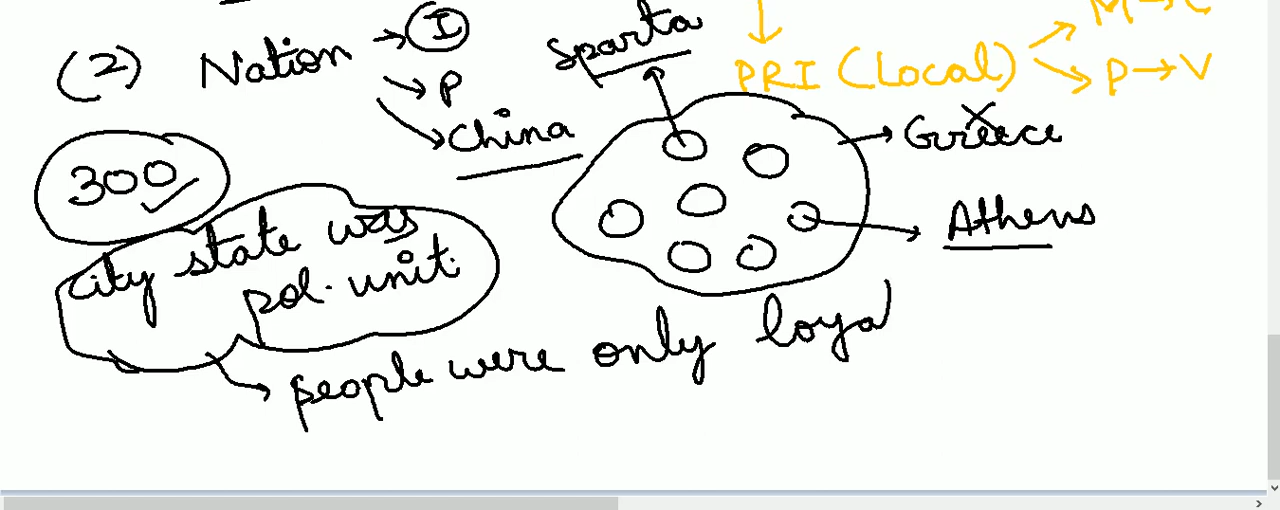 (2) Nation → I
→ P
→ China
300
city state was
pol. unit.
→ people were only loyal
Sparta
Greece
Athens
M → C
PRI (Local)
P → V